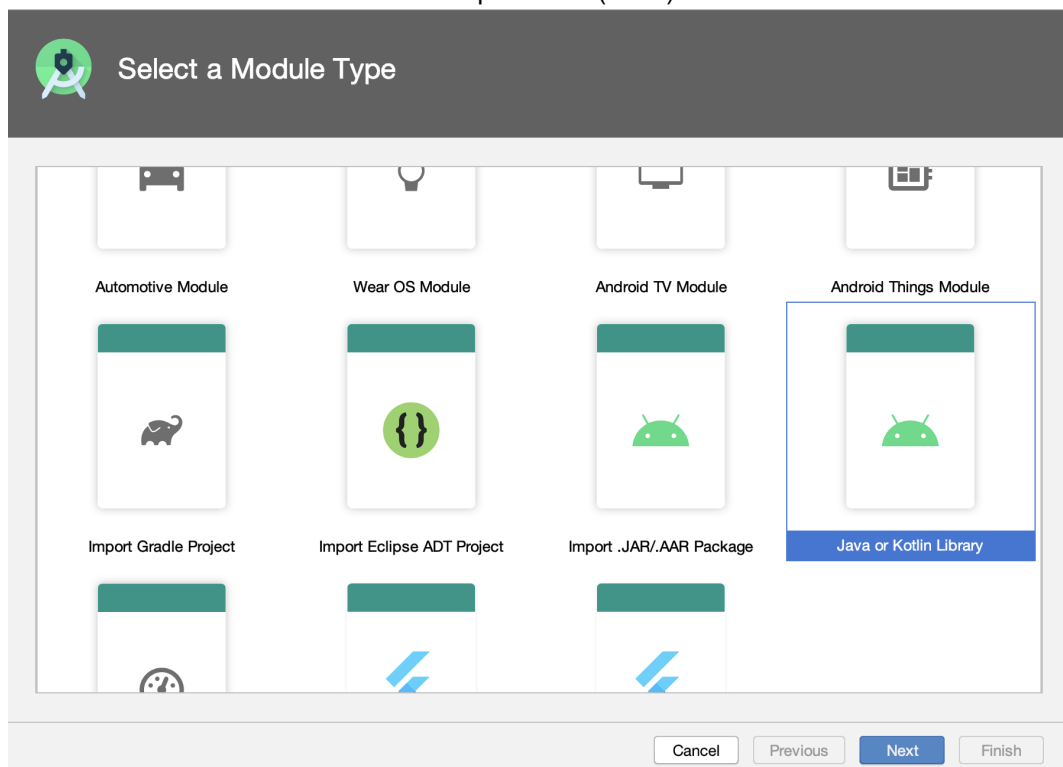 Select a Module Type
Automotive Module
Wear OS Module
Android TV Module
Android Things Module
Import Gradle Project
Import Eclipse ADT Project
Import .JAR/.AAR Package
Java or Kotlin Library
Cancel
Previous
Next
Finish